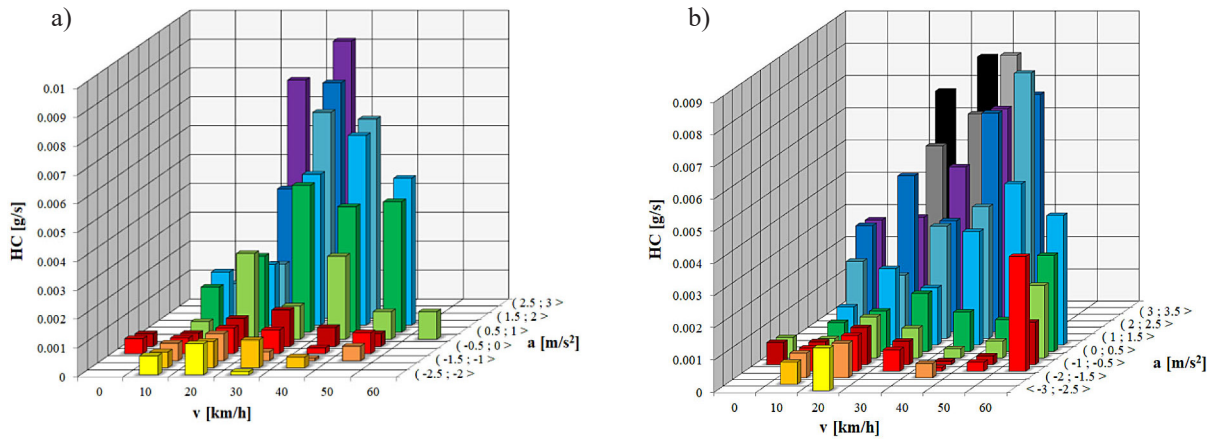 a)
HC [g/s]
0.01
0.009
0.008
0.007
0.006
0.005
0.004
0.003
0.002
0.001
0
0 10 20 30 40 50 60
v [km/h]
( 2.5 ; 3 >
( 1.5 ; 2 >
( 0.5 ; 1 >
( -0.5 ; 0 >
( -1.5 ; -1 >
( -2.5 ; -2 >
a [m/s²]
b)
HC [g/s]
0.009
0.008
0.007
0.006
0.005
0.004
0.003
0.002
0.001
0
0 10 20 30 40 50 60
v [km/h]
( 3 ; 3.5 >
( 2 ; 2.5 >
( 1 ; 1.5 >
( 0 ; 0.5 >
( -1 ; -0.5 >
( -2 ; -1.5 >
< -3 ; -2.5 >
a [m/s²]